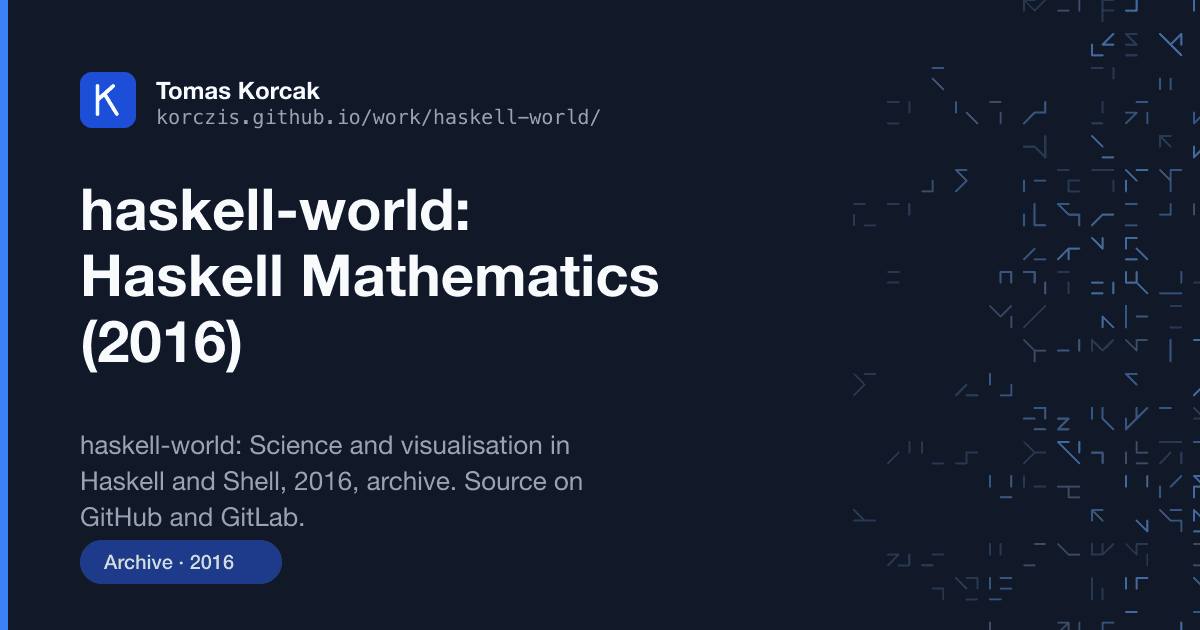 K
Tomas Korcak
korczis.github.io/work/haskell-world/
haskell-world:
Haskell Mathematics
(2016)
haskell-world: Science and visualisation in
Haskell and Shell, 2016, archive. Source on
GitHub and GitLab.
Archive · 2016